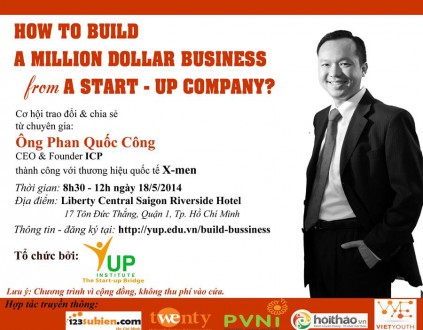 HOW TO BUILD
A MILLION DOLLAR BUSINESS
from A START - UP COMPANY?
Cơ hội trao đổi & chia sẻ
từ chuyên gia:
Ông Phan Quốc Công
CEO & Founder ICP
thành công với thương hiệu quốc tế X-men
Thời gian: 8h30 - 12h ngày 18/5/2014
Địa điểm: Liberty Central Saigon Riverside Hotel
17 Tôn Đức Thắng, Quận 1, Tp. Hồ Chí Minh
Thông tin - đăng ký tại: http://yup.edu.vn/build-bussiness
Tổ chức bởi:
YUP
INSTITUTE
The Start-up Bridge
Lưu ý: Chương trình vì cộng đồng, không thu phí vào cửa.
Hợp tác truyền thông:
123sukien.com
twenty
PVNI
hoithao.vn
VIETYOUTH